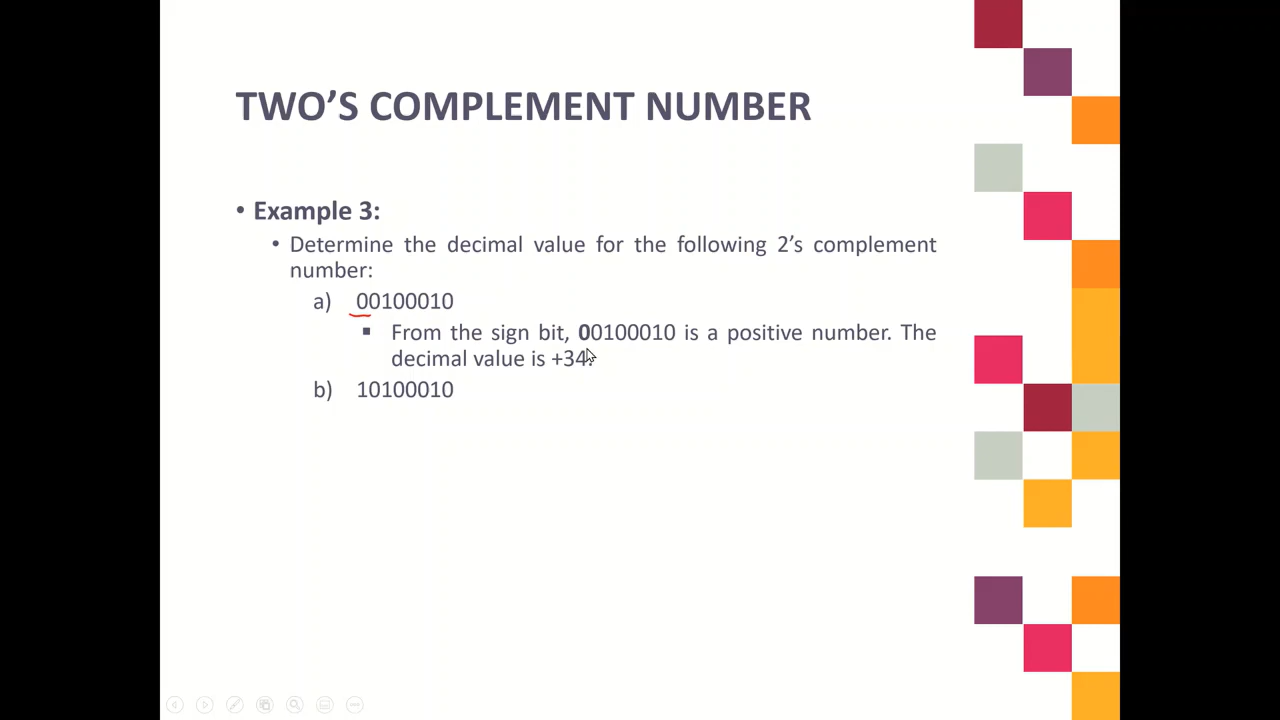 TWO’S COMPLEMENT NUMBER
• Example 3:
• Determine the decimal value for the following 2’s complement
number:
a) 00100010
▪ From the sign bit, 00100010 is a positive number. The
decimal value is +34.
b) 10100010